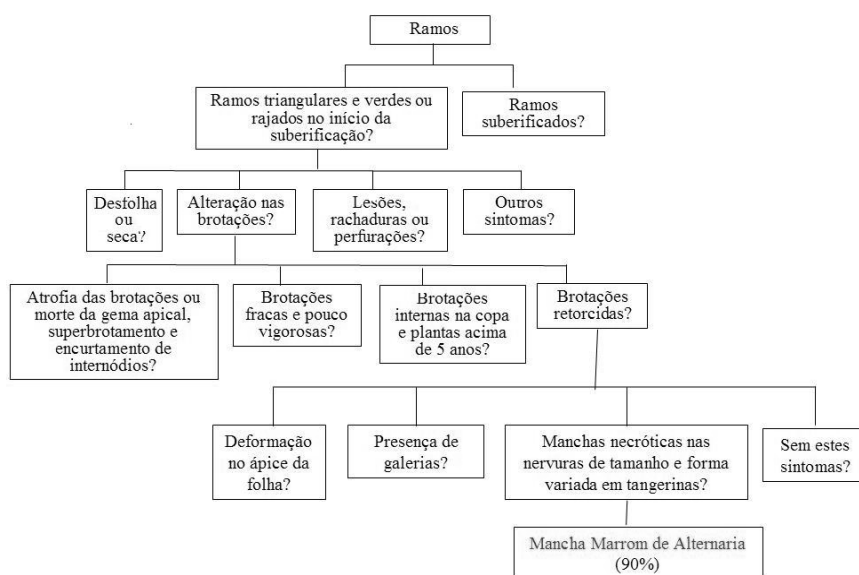 Ramos
Ramos triangulares e verdes ou
rajados no início da
suberificação?
Ramos
suberificados?
Desfolha
ou
seca?
Alteração nas
brotações?
Lesões,
rachaduras ou
perfurações?
Outros
sintomas?
Atrofia das brotações ou
morte da gema apical,
superbrotamento e
encurtamento de
internódios?
Brotações
fracas e pouco
vigorosas?
Brotações
internas na copa
e plantas acima
de 5 anos?
Brotações
retorcidas?
Deformação
no ápice da
folha?
Presença de
galerias?
Manchas necróticas nas
nervuras de tamanho e forma
variada em tangerinas?
Sem estes
sintomas?
Mancha Marrom de Alternaria
(90%)